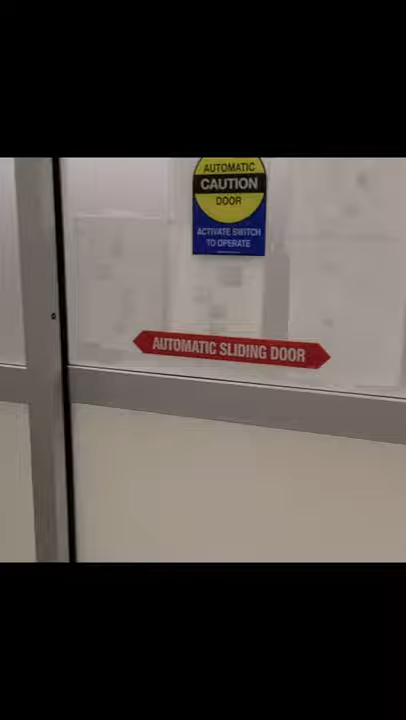 AUTOMATIC
CAUTION
DOOR
ACTIVATE SWITCH
TO OPERATE
AUTOMATIC SLIDING DOOR